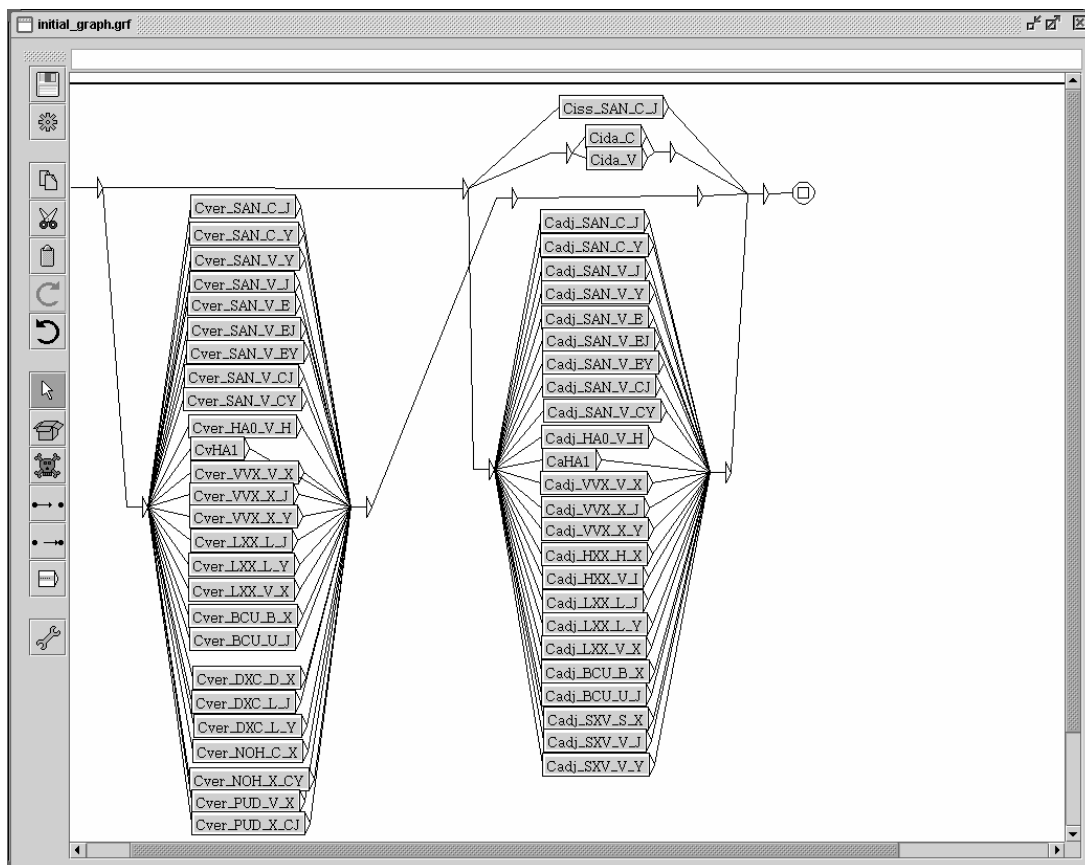 initial_graph.grf
Ciss_SAN_C_J
Cida_C
Cida_V
Cver_SAN_C_J
Cver_SAN_C_Y
Cver_SAN_V_Y
Cver_SAN_V_J
Cver_SAN_V_E
Cver_SAN_V_EJ
Cver_SAN_V_EY
Cver_SAN_V_CJ
Cver_SAN_V_CY
Cver_HA0_V_H
CvHA1
Cver_VVX_V_X
Cver_VVX_X_J
Cver_VVX_X_Y
Cver_LXX_L_J
Cver_LXX_L_Y
Cver_LXX_V_X
Cver_BCU_B_X
Cver_BCU_U_J
Cver_DXC_D_X
Cver_DXC_L_J
Cver_DXC_L_Y
Cver_NOH_C_X
Cver_NOH_X_CY
Cver_PUD_V_X
Cver_PUD_X_CJ
Cadj_SAN_C_J
Cadj_SAN_C_Y
Cadj_SAN_V_J
Cadj_SAN_V_Y
Cadj_SAN_V_E
Cadj_SAN_V_EJ
Cadj_SAN_V_EY
Cadj_SAN_V_CJ
Cadj_SAN_V_CY
Cadj_HA0_V_H
CaHA1
Cadj_VVX_V_X
Cadj_VVX_X_J
Cadj_VVX_X_Y
Cadj_HXX_H_X
Cadj_HXX_V_I
Cadj_LXX_L_J
Cadj_LXX_L_Y
Cadj_LXX_V_X
Cadj_BCU_B_X
Cadj_BCU_U_J
Cadj_SXV_S_X
Cadj_SXV_V_J
Cadj_SXV_V_Y